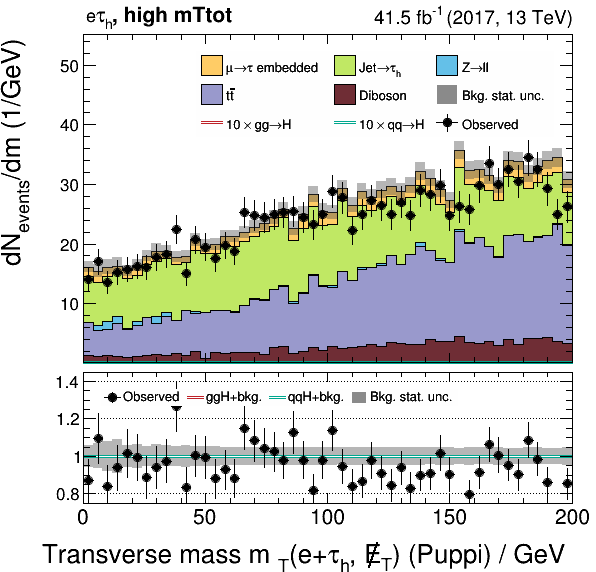 eτh, high mTtot 41.5 fb⁻¹ (2017, 13 TeV)
dNevents/dm (1/GeV)
50
40
30
20
10
μ→τ embedded Jet→τh Z→ll
tt̄ Diboson Bkg. stat. unc.
10 × gg→H 10 × qq→H Observed
1.4
1.2
1
0.8
Observed ggH+bkg. qqH+bkg. Bkg. stat. unc.
0 50 100 150 200
Transverse mass m T(e+τh, E̸T) (Puppi) / GeV